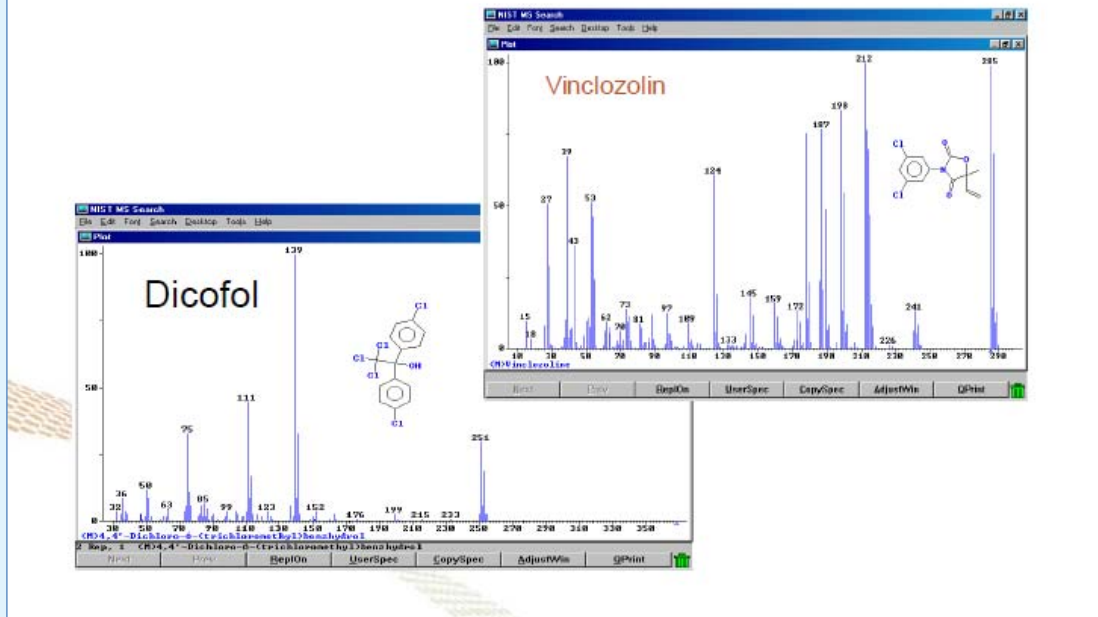 NIST MS Search
File Edit Font Search Desktop Tools Help
Plot
Vinclozolin
100
50
0
15
18
27
39
43
53
62
70
73
81
97
109
124
133
145
159
172
187
198
212
226
241
285
Cl
Cl
N
O
O
O
10 30 50 70 90 110 130 150 170 190 210 230 250 270 290
(M)Vinclozoline
Next Prev ReplOn UserSpec CopySpec AdjustWin QPrint
NIST MS Search
File Edit Font Search Desktop Tools Help
Plot
Dicofol
100
50
0
32
36
50
63
75
85
99
111
123
139
152
176
199
215
233
251
Cl
Cl
Cl
Cl
OH
Cl
30 50 70 90 110 130 150 170 190 210 230 250 270 290 310 330 350
(M)4,4'-Dichloro-à-(trichloromethyl)benzhydrol
2 Rep, 1 (M)4,4'-Dichloro-à-(trichloromethyl)benzhydrol
Next Prev ReplOn UserSpec CopySpec AdjustWin QPrint